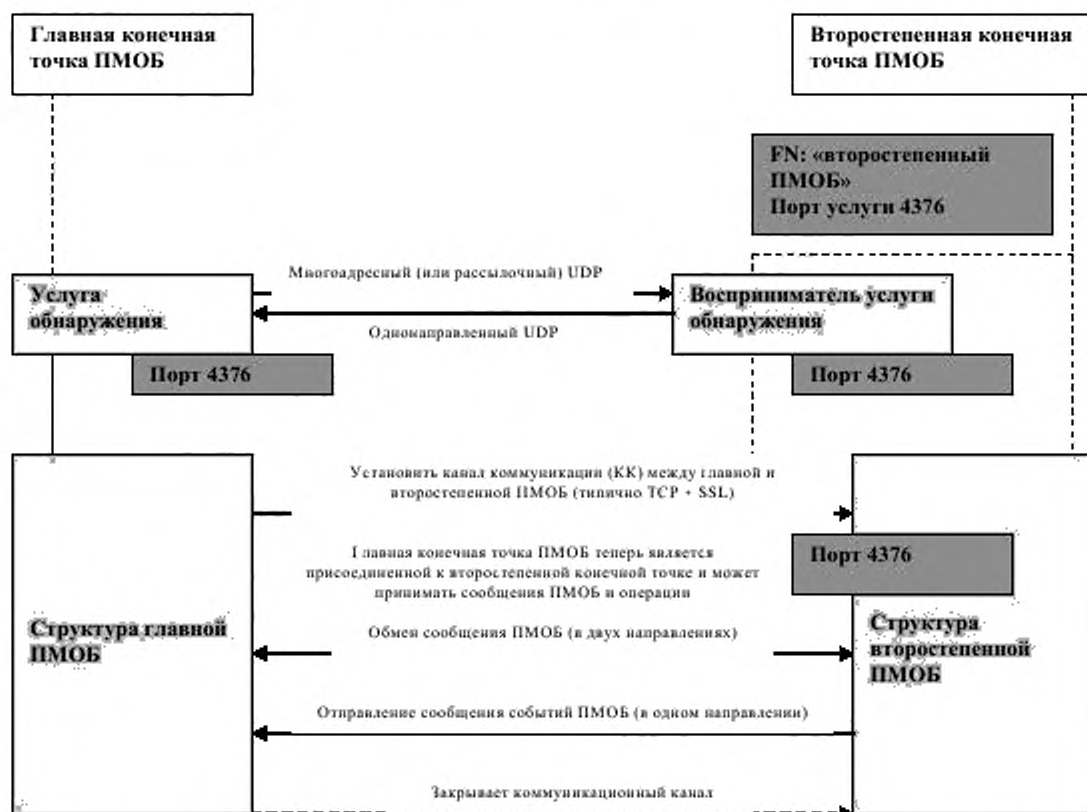 Главная конечная
точка ПМОБ
Второстепенная конечная
точка ПМОБ
FN: «второстепенный
ПМОБ»
Порт услуги 4376
Многоадресный (или рассылочный) UDP
Услуга
обнаружения
Восприниматель услуги
обнаружения
Однонаправленный UDP
Порт 4376
Порт 4376
Установить канал коммуникации (КК) между главной и
второстепенной ПМОБ (типично TCP + SSL)
Главная конечная точка ПМОБ теперь является
присоединенной к второстепенной конечной точке и может
принимать сообщения ПМОБ и операции
Порт 4376
Структура главной
ПМОБ
Обмен сообщения ПМОБ (в двух направлениях)
Структура
второстепенной
ПМОБ
Отправление сообщения событий ПМОБ (в одном направлении)
Закрывает коммуникационный канал